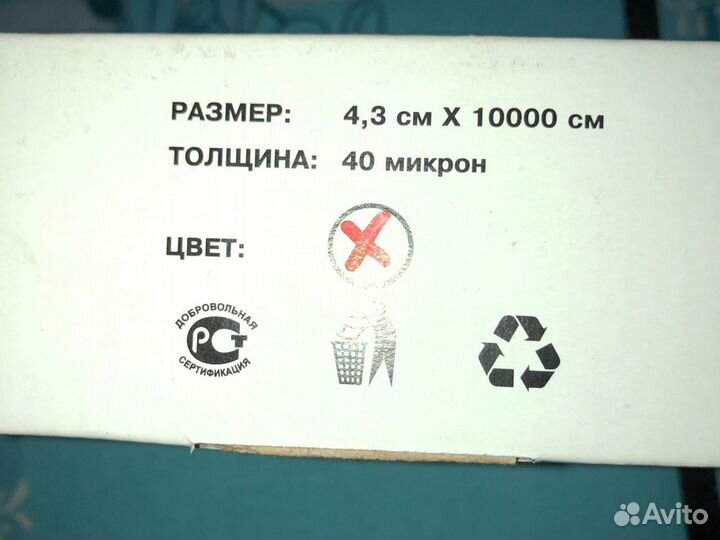 РАЗМЕР: 4,3 см X 10000 см
ТОЛЩИНА: 40 микрон
ЦВЕТ:
ДОБРОВОЛЬНАЯ
РСТ
СЕРТИФИКАЦИЯ
Avito